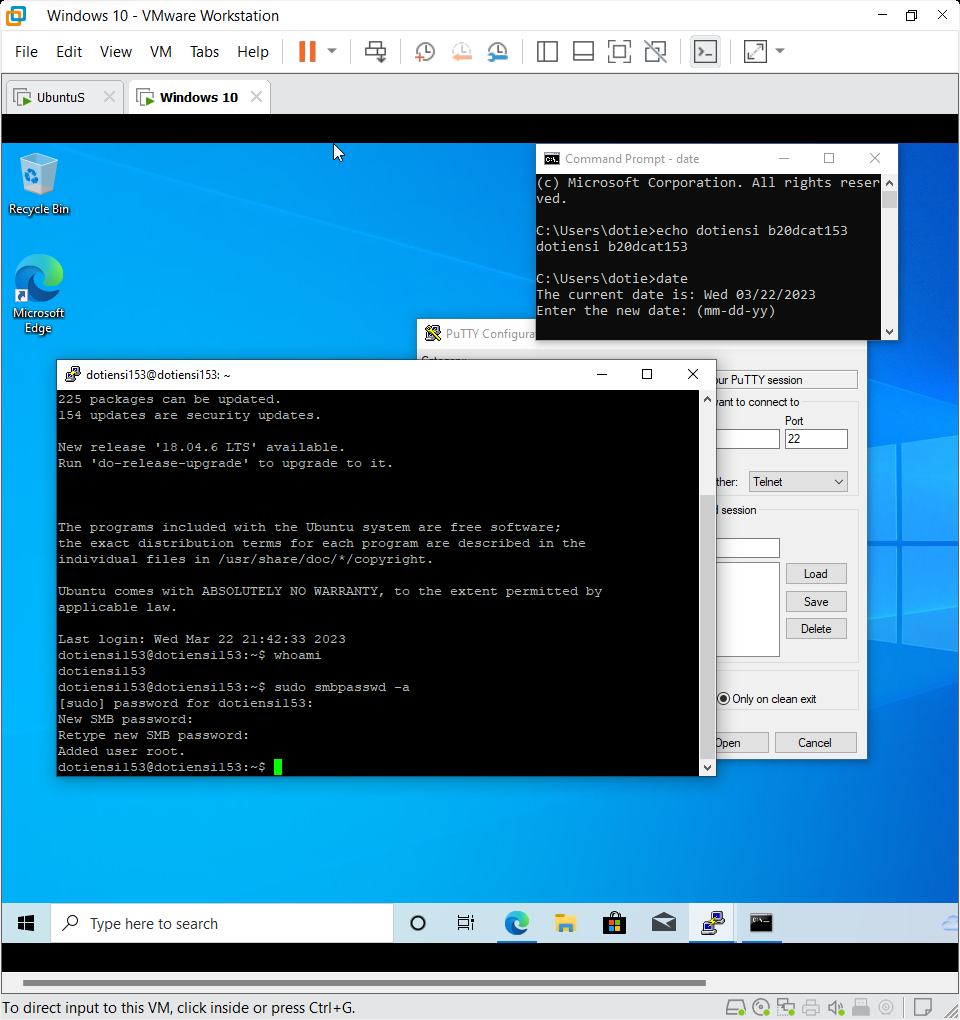 Windows 10 - VMware Workstation
File Edit View VM Tabs Help
UbuntuS
Windows 10
Recycle Bin
Microsoft
Edge
Command Prompt - date
(c) Microsoft Corporation. All rights reser
ved.
C:\Users\dotie>echo dotiensi b20dcat153
dotiensi b20dcat153
C:\Users\dotie>date
The current date is: Wed 03/22/2023
Enter the new date: (mm-dd-yy)
PuTTY Configura
our PuTTY session
want to connect to
Port
22
ther:
Telnet
d session
Load
Save
Delete
Only on clean exit
Open
Cancel
dotiensi153@dotiensi153: ~
225 packages can be updated.
154 updates are security updates.
New release '18.04.6 LTS' available.
Run 'do-release-upgrade' to upgrade to it.
The programs included with the Ubuntu system are free software;
the exact distribution terms for each program are described in the
individual files in /usr/share/doc/*/copyright.
Ubuntu comes with ABSOLUTELY NO WARRANTY, to the extent permitted by
applicable law.
Last login: Wed Mar 22 21:42:33 2023
dotiensi153@dotiensi153:~$ whoami
dotiensi153
dotiensi153@dotiensi153:~$ sudo smbpasswd -a
[sudo] password for dotiensi153:
New SMB password:
Retype new SMB password:
Added user root.
dotiensi153@dotiensi153:~$
Type here to search
To direct input to this VM, click inside or press Ctrl+G.